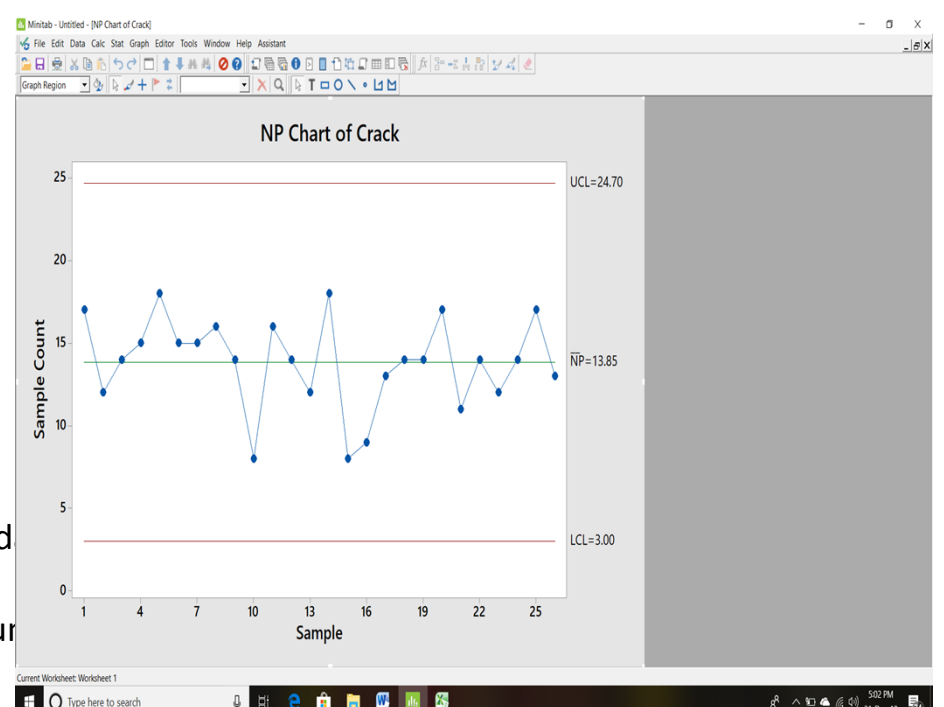 Minitab - Untitled - [NP Chart of Crack]
File Edit Data Calc Stat Graph Editor Tools Window Help Assistant
Graph Region
NP Chart of Crack
25
20
15
10
5
0
Sample Count
UCL=24.70
NP=13.85
LCL=3.00
1 4 7 10 13 16 19 22 25
Sample
d
ur
Current Worksheet: Worksheet 1
Type here to search
5:02 PM